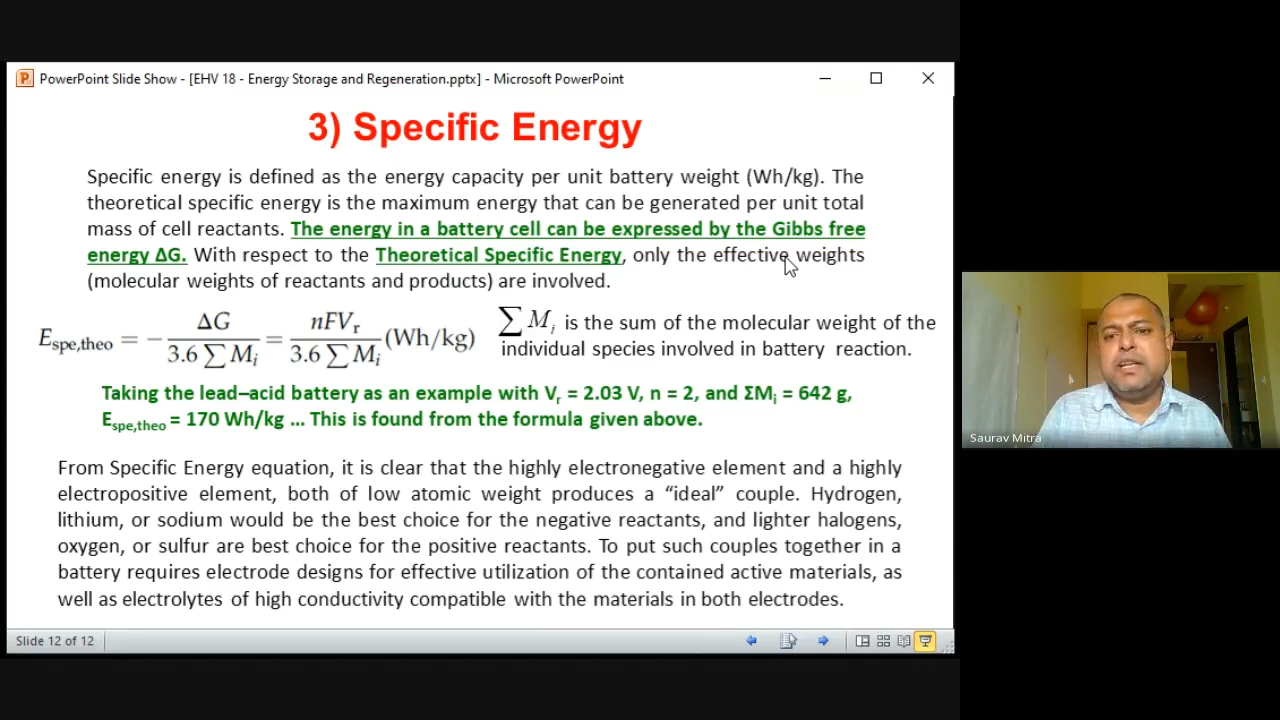 PowerPoint Slide Show - [EHV 18 - Energy Storage and Regeneration.pptx] - Microsoft PowerPoint
3) Specific Energy
Specific energy is defined as the energy capacity per unit battery weight (Wh/kg). The
theoretical specific energy is the maximum energy that can be generated per unit total
mass of cell reactants. The energy in a battery cell can be expressed by the Gibbs free
energy ΔG. With respect to the Theoretical Specific Energy, only the effective weights
(molecular weights of reactants and products) are involved.
E_spe,theo = − ΔG / (3.6 ∑ M_i) = nFV_r / (3.6 ∑ M_i) (Wh/kg)
∑ M_i is the sum of the molecular weight of the
individual species involved in battery reaction.
Taking the lead–acid battery as an example with V_r = 2.03 V, n = 2, and ΣM_i = 642 g,
E_spe,theo = 170 Wh/kg ... This is found from the formula given above.
From Specific Energy equation, it is clear that the highly electronegative element and a highly
electropositive element, both of low atomic weight produces a “ideal” couple. Hydrogen,
lithium, or sodium would be the best choice for the negative reactants, and lighter halogens,
oxygen, or sulfur are best choice for the positive reactants. To put such couples together in a
battery requires electrode designs for effective utilization of the contained active materials, as
well as electrolytes of high conductivity compatible with the materials in both electrodes.
Slide 12 of 12
Saurav Mitra